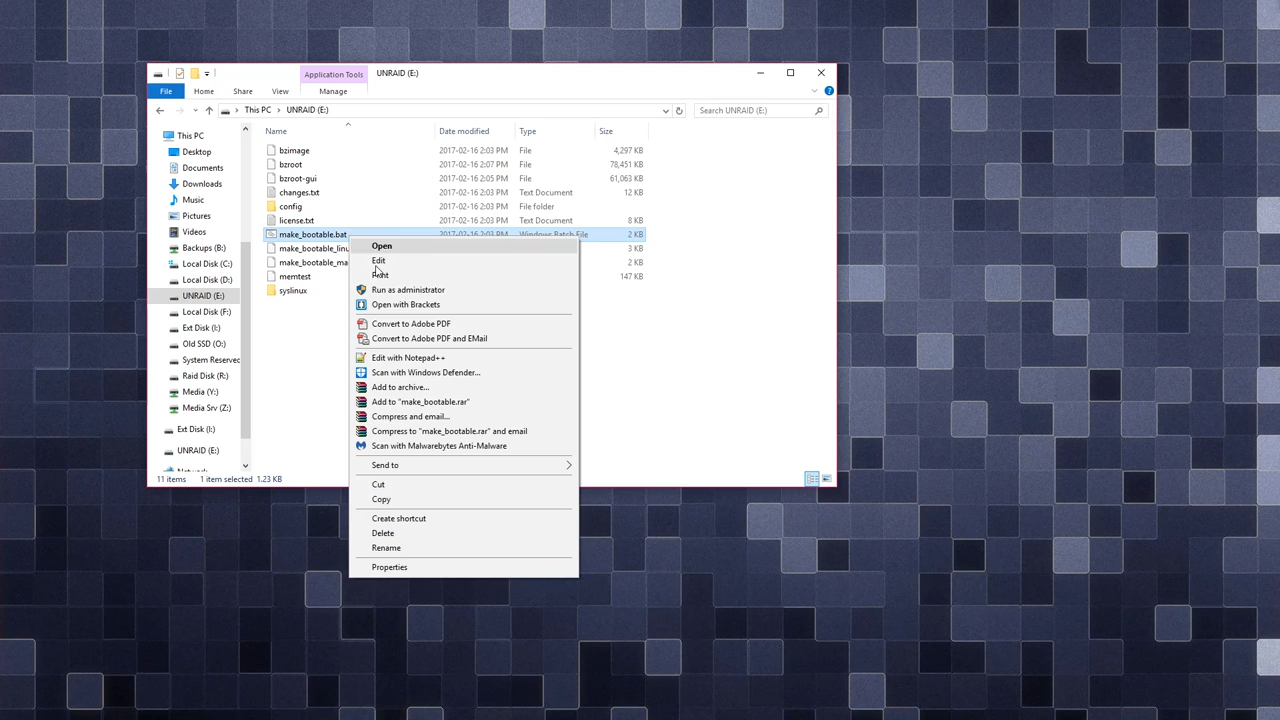 Application Tools UNRAID (E:)
File Home Share View Manage
This PC UNRAID (E:) Search UNRAID (E:)
Name Date modified Type Size
This PC
Desktop
Documents
Downloads
Music
Pictures
Videos
Backups (B:)
Local Disk (C:)
Local Disk (D:)
UNRAID (E:)
Local Disk (F:)
Ext Disk (I:)
Old SSD (O:)
System Reserved
Raid Disk (R:)
Media (Y:)
Media Srv (Z:)
Ext Disk (I:)
UNRAID (E:)
bzimage 2017-02-16 2:03 PM File 4,297 KB
bzroot 2017-02-16 2:07 PM File 78,451 KB
bzroot-gui 2017-02-16 2:05 PM File 61,063 KB
changes.txt 2017-02-16 2:03 PM Text Document 12 KB
config 2017-02-16 2:03 PM File folder
license.txt 2017-02-16 2:03 PM Text Document 8 KB
make_bootable.bat 2017-02-16 2:03 PM Windows Batch File 2 KB
make_bootable_linu 3 KB
make_bootable_ma 2 KB
memtest 147 KB
syslinux
Open
Edit
Print
Run as administrator
Open with Brackets
Convert to Adobe PDF
Convert to Adobe PDF and EMail
Edit with Notepad++
Scan with Windows Defender...
Add to archive...
Add to "make_bootable.rar"
Compress and email...
Compress to "make_bootable.rar" and email
Scan with Malwarebytes Anti-Malware
Send to
Cut
Copy
Create shortcut
Delete
Rename
Properties
11 items 1 item selected 1.23 KB